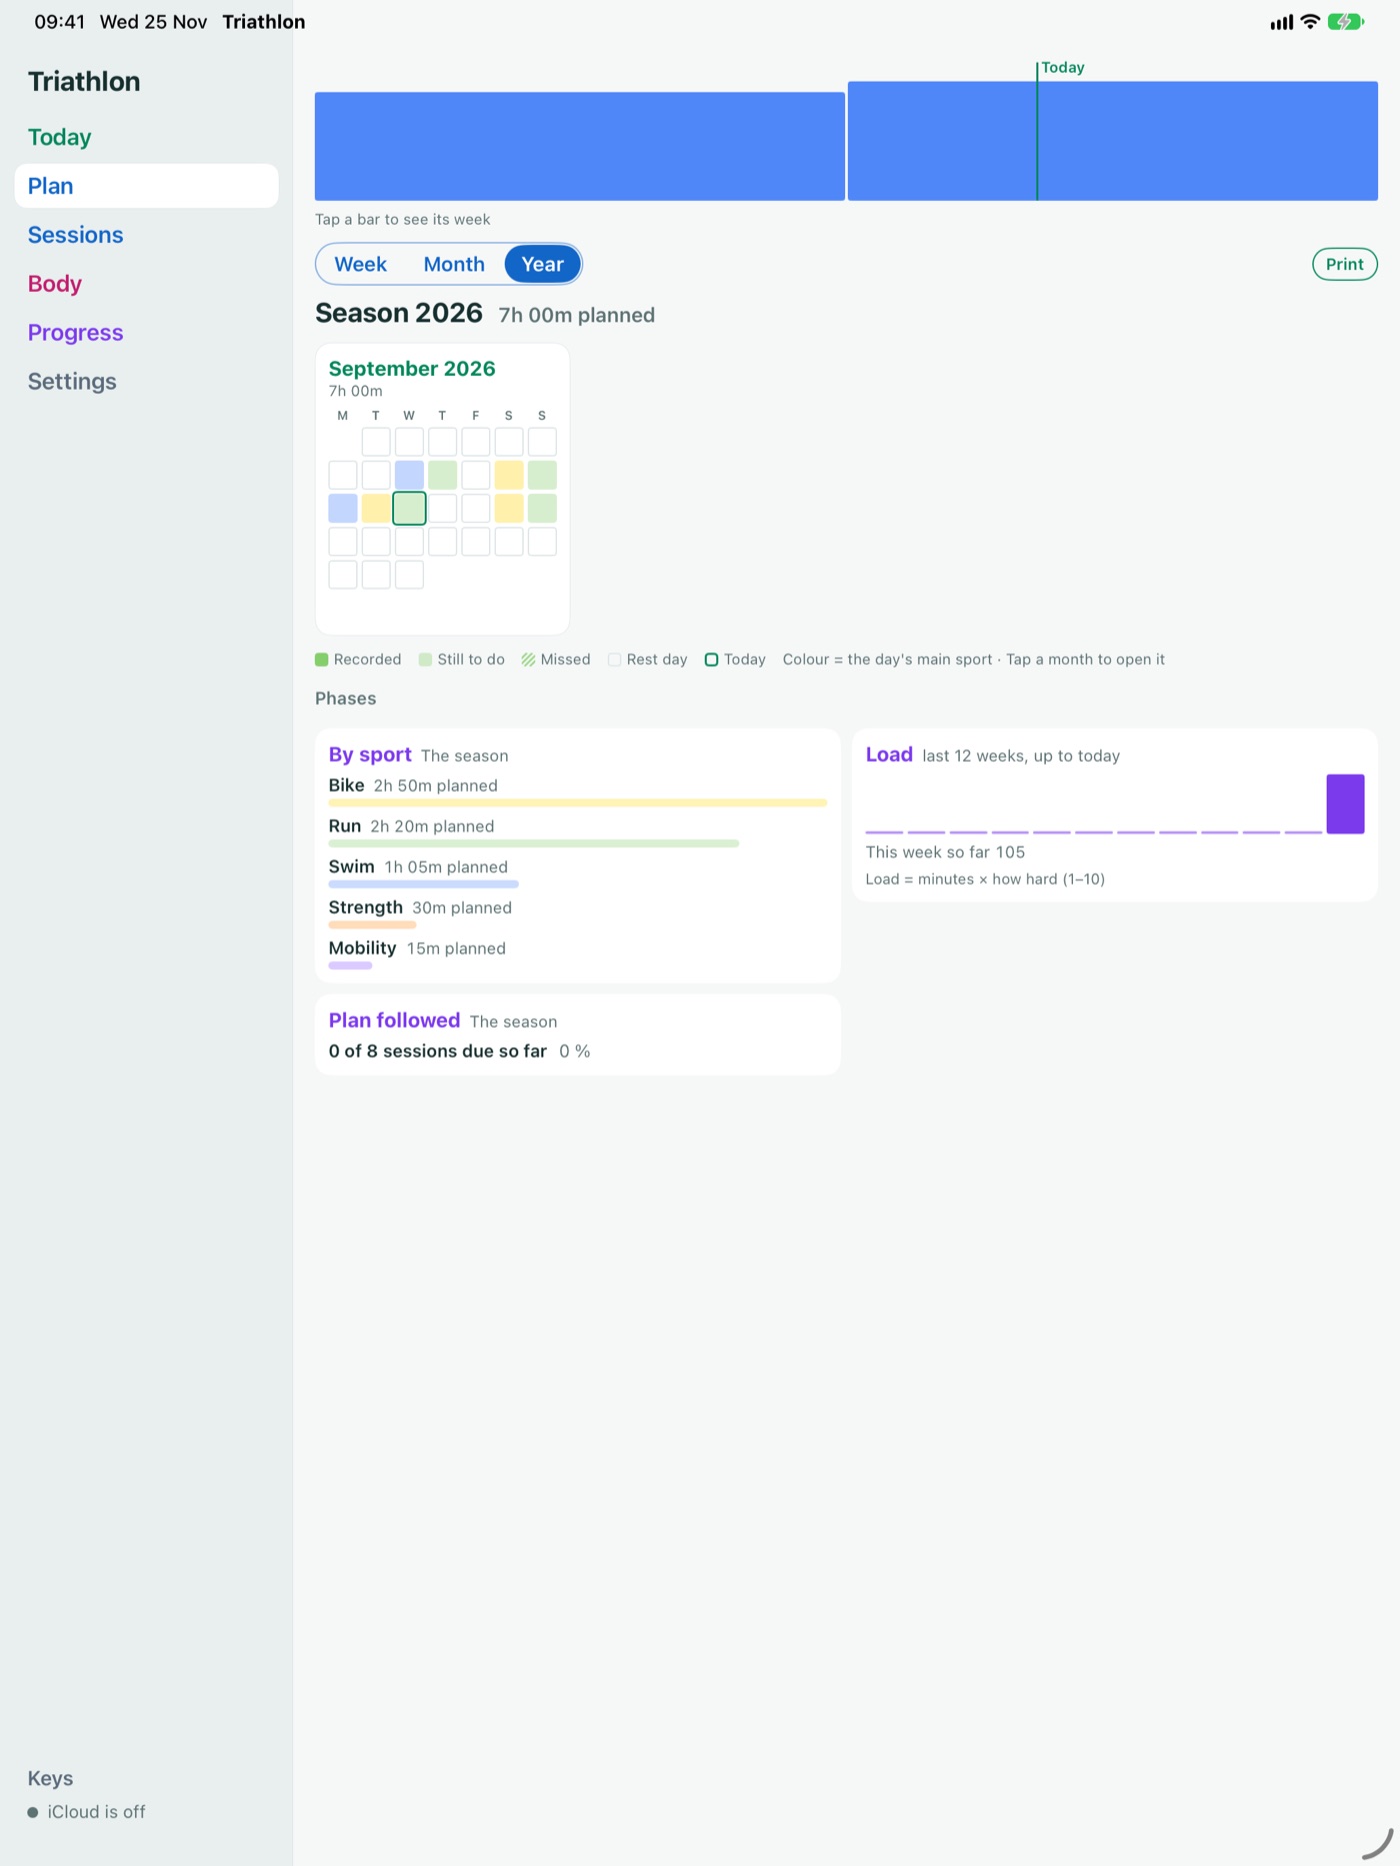 09:41 Wed 25 Nov Triathlon
Triathlon
Today
Plan
Sessions
Body
Progress
Settings
Keys
iCloud is off
Today
Tap a bar to see its week
Week Month Year
Print
Season 2026 7h 00m planned
September 2026
7h 00m
M T W T F S S
Recorded Still to do Missed Rest day Today Colour = the day's main sport · Tap a month to open it
Phases
By sport The season
Bike 2h 50m planned
Run 2h 20m planned
Swim 1h 05m planned
Strength 30m planned
Mobility 15m planned
Load last 12 weeks, up to today
This week so far 105
Load = minutes × how hard (1–10)
Plan followed The season
0 of 8 sessions due so far 0 %